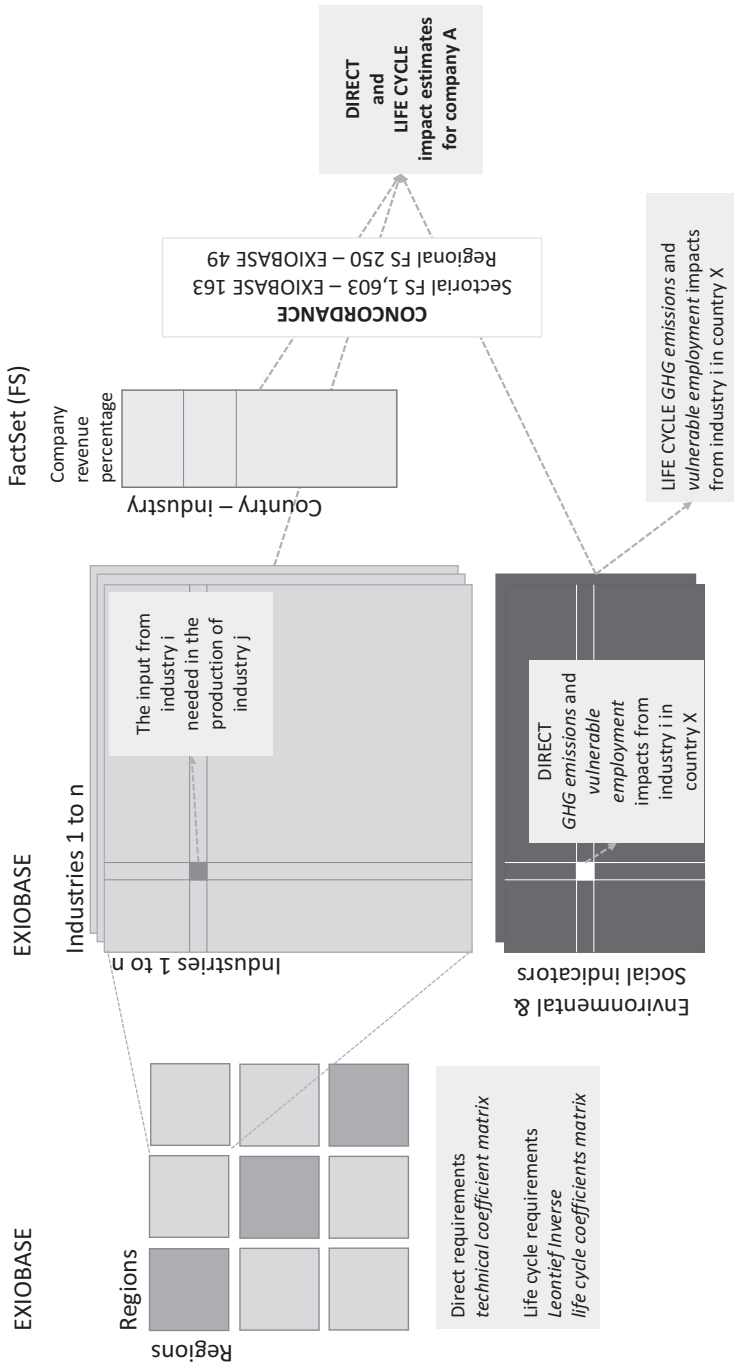 EXIOBASE
Regions
Regions
Direct requirements
technical coefficient matrix
Life cycle requirements
Leontief Inverse
life cycle coefficients matrix
EXIOBASE
Industries 1 to n
Industries 1 to n
The input from
industry i
needed in the
production of
industry j
Environmental &
Social indicators
DIRECT
GHG emissions and
vulnerable
employment
impacts from
industry i in
country X
FactSet (FS)
Company
revenue
percentage
Country – industry
CONCORDANCE
Sectorial FS 1,603 – EXIOBASE 163
Regional FS 250 – EXIOBASE 49
DIRECT
and
LIFE CYCLE
impact estimates
for company A
LIFE CYCLE GHG emissions and
vulnerable employment impacts
from industry i in country X